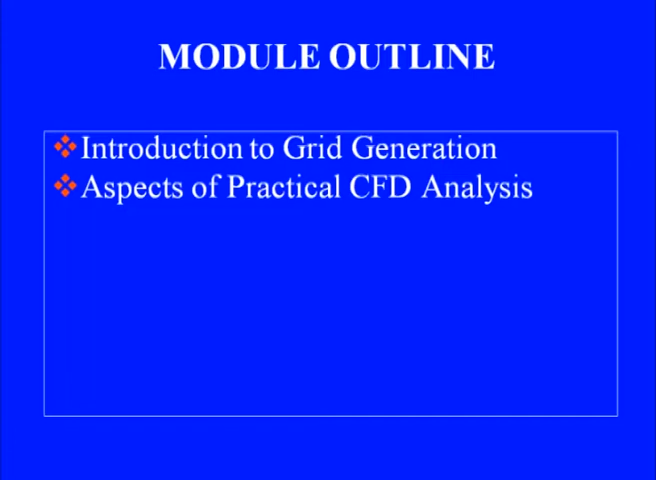 MODULE OUTLINE
Introduction to Grid Generation
Aspects of Practical CFD Analysis